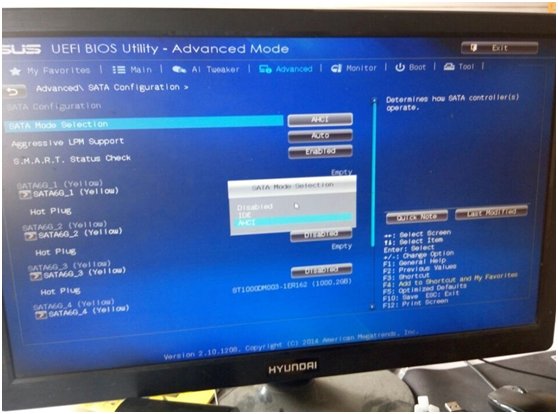 SUS UEFI BIOS Utility - Advanced Mode
Exit
My Favorites | Main | Ai Tweaker | Advanced | Monitor | Boot | Tool |
Advanced\ SATA Configuration >
SATA Configuration
SATA Mode Selection AHCI
Aggressive LPM Support Auto
S.M.A.R.T. Status Check Enabled
Empty
SATA6G_1 (Yellow)
SATA6G_1 (Yellow)
Hot Plug
SATA6G_2 (Yellow)
SATA6G_2 (Yellow) Disabled
Empty
Hot Plug
SATA6G_3 (Yellow)
SATA6G_3 (Yellow) Disabled
Hot Plug ST1000DM003-1ER162 (1000.2GB)
SATA6G_4 (Yellow)
SATA6G_4 (Yellow)
SATA Mode Selection
Disabled
IDE
AHCI
Determines how SATA controller(s)
operate.
Quick Note Last Modified
: Select Screen
: Select Item
Enter: Select
+/-: Change Option
F1: General Help
F2: Previous Values
F3: Shortcut
F4: Add to Shortcut and My Favorites
F5: Optimized Defaults
F10: Save ESC: Exit
F12: Print Screen
Version 2.10.1208. Copyright (C) 2014 American Megatrends, Inc.
HYUNDAI